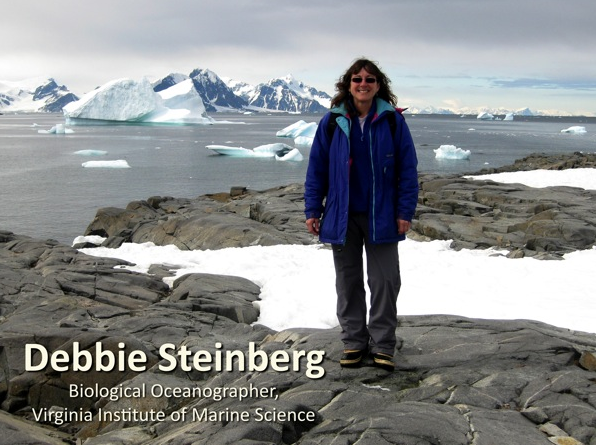 Debbie Steinberg
Biological Oceanographer,
Virginia Institute of Marine Science